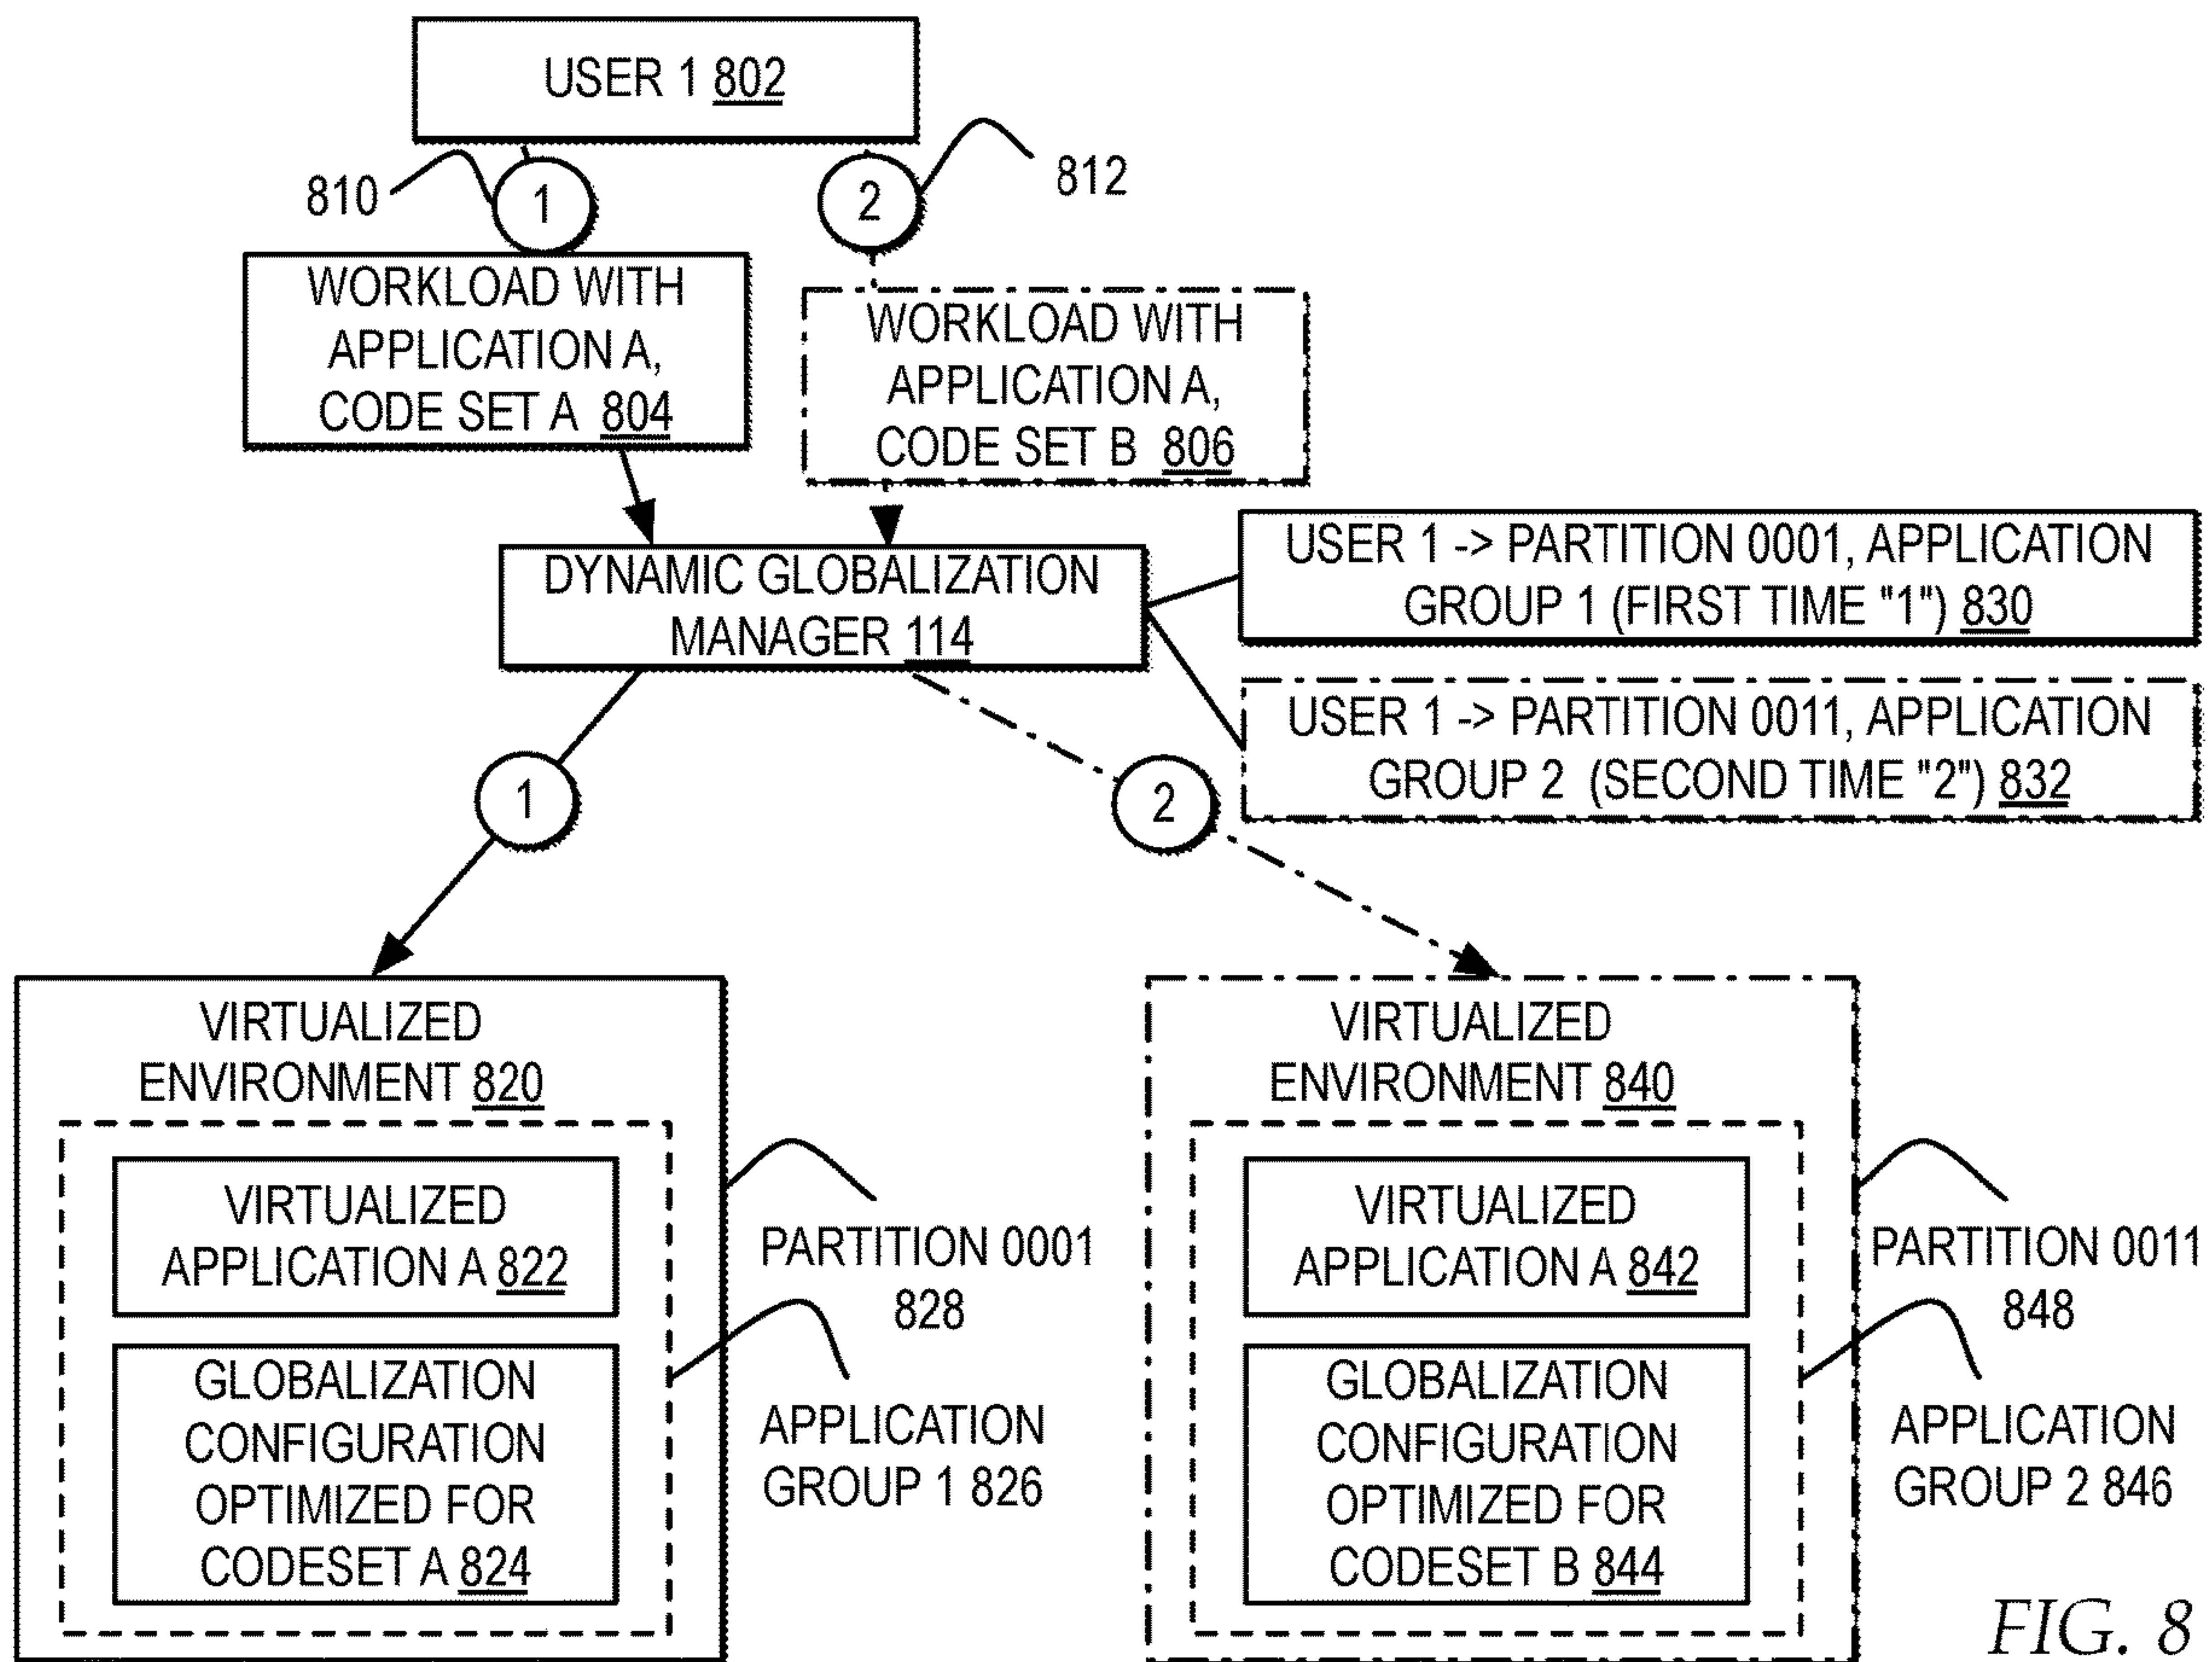 USER 1 802
810
1
2
812
WORKLOAD WITH
APPLICATION A,
CODE SET A 804
WORKLOAD WITH
APPLICATION A,
CODE SET B 806
DYNAMIC GLOBALIZATION
MANAGER 114
USER 1 -> PARTITION 0001, APPLICATION
GROUP 1 (FIRST TIME "1") 830
USER 1 -> PARTITION 0011, APPLICATION
GROUP 2 (SECOND TIME "2") 832
1
2
VIRTUALIZED
ENVIRONMENT 820
VIRTUALIZED
APPLICATION A 822
GLOBALIZATION
CONFIGURATION
OPTIMIZED FOR
CODESET A 824
PARTITION 0001
828
APPLICATION
GROUP 1 826
VIRTUALIZED
ENVIRONMENT 840
VIRTUALIZED
APPLICATION A 842
GLOBALIZATION
CONFIGURATION
OPTIMIZED FOR
CODESET B 844
PARTITION 0011
848
APPLICATION
GROUP 2 846
FIG. 8